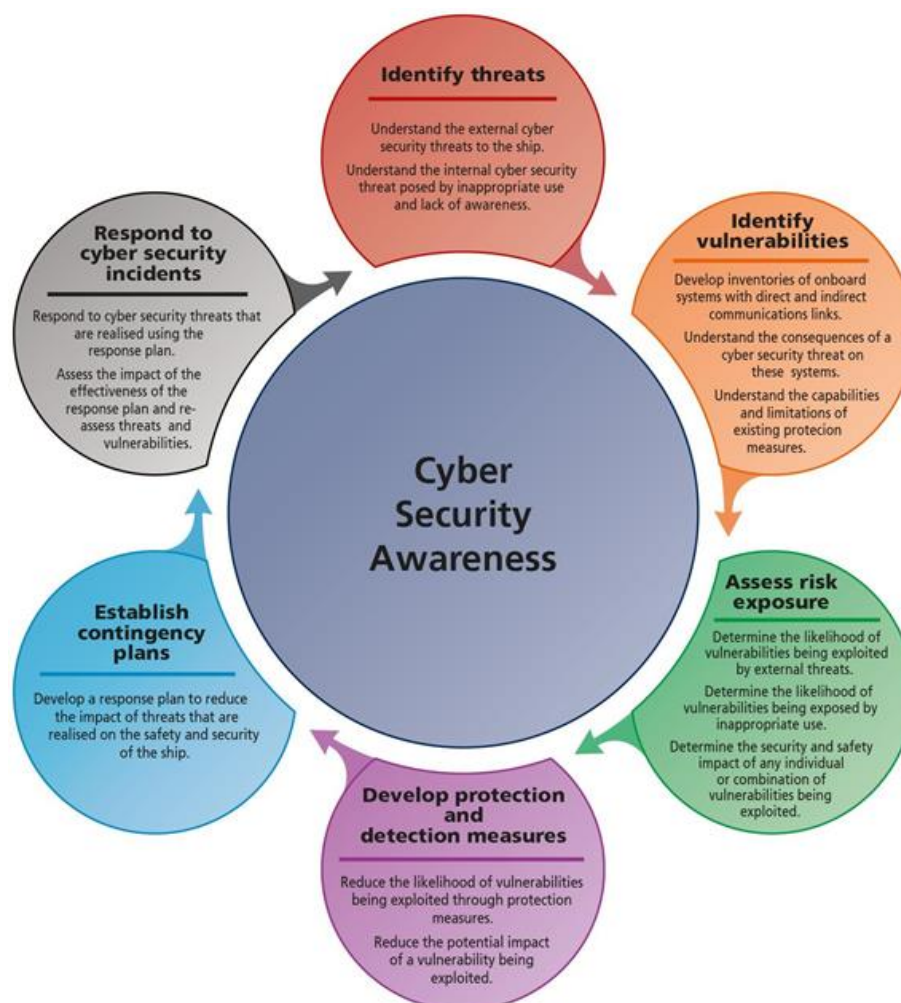 Identify threats
Understand the external cyber
security threats to the ship.
Understand the internal cyber security
threat posed by inappropriate use
and lack of awareness.
Identify
vulnerabilities
Develop inventories of onboard
systems with direct and indirect
communications links.
Understand the consequences of a
cyber security threat on
these systems.
Understand the capabilities
and limitations of
existing protecion
measures.
Assess risk
exposure
Determine the likelihood of
vulnerabilities being exploited
by external threats.
Determine the likelihood of
vulnerabilities being exposed by
inappropriate use.
Determine the security and safety
impact of any individual
or combination of
vulnerabilities being
exploited.
Develop protection
and
detection measures
Reduce the likelihood of vulnerabilities
being exploited through protection
measures.
Reduce the potential impact
of a vulnerability being
exploited.
Establish
contingency
plans
Develop a response plan to reduce
the impact of threats that are
realised on the safety and security
of the ship.
Respond to
cyber security
incidents
Respond to cyber security threats that
are realised using the
response plan.
Assess the impact of the
effectiveness of the
response plan and re-
assess threats and
vulnerabilities.
Cyber
Security
Awareness